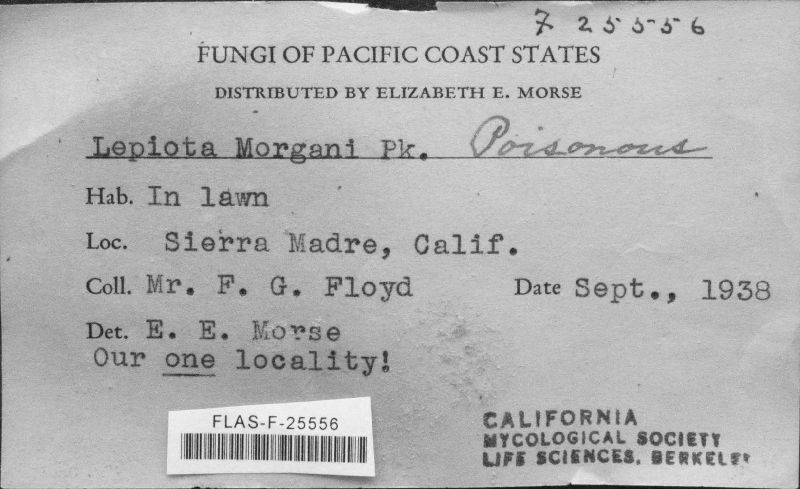 7 25556
FUNGI OF PACIFIC COAST STATES
DISTRIBUTED BY ELIZABETH E. MORSE
Lepiota Morgani Pk. Poisonous
Hab. In lawn
Loc. Sierra Madre, Calif.
Coll. Mr. F. G. Floyd Date Sept., 1938
Det. E. E. Morse
Our one locality!
FLAS-F-25556
CALIFORNIA
MYCOLOGICAL SOCIETY
LIFE SCIENCES, BERKELEY